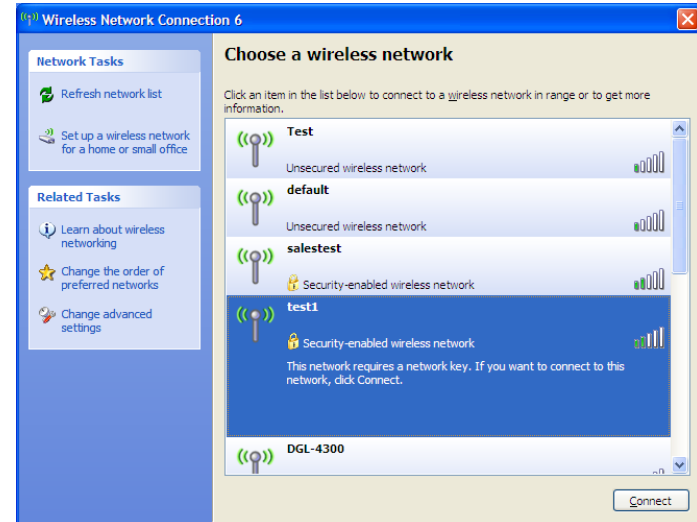 Wireless Network Connection 6
Network Tasks
Refresh network list
Set up a wireless network
for a home or small office
Related Tasks
Learn about wireless
networking
Change the order of
preferred networks
Change advanced
settings
Choose a wireless network
Click an item in the list below to connect to a wireless network in range or to get more
information.
Test
Unsecured wireless network
default
Unsecured wireless network
salestest
Security-enabled wireless network
test1
Security-enabled wireless network
This network requires a network key. If you want to connect to this
network, click Connect.
DGL-4300
Connect